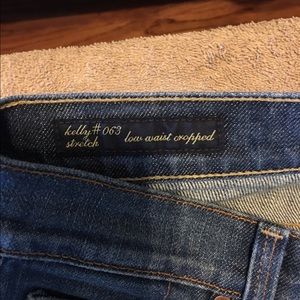 kelly # 063
stretch
low waist cropped